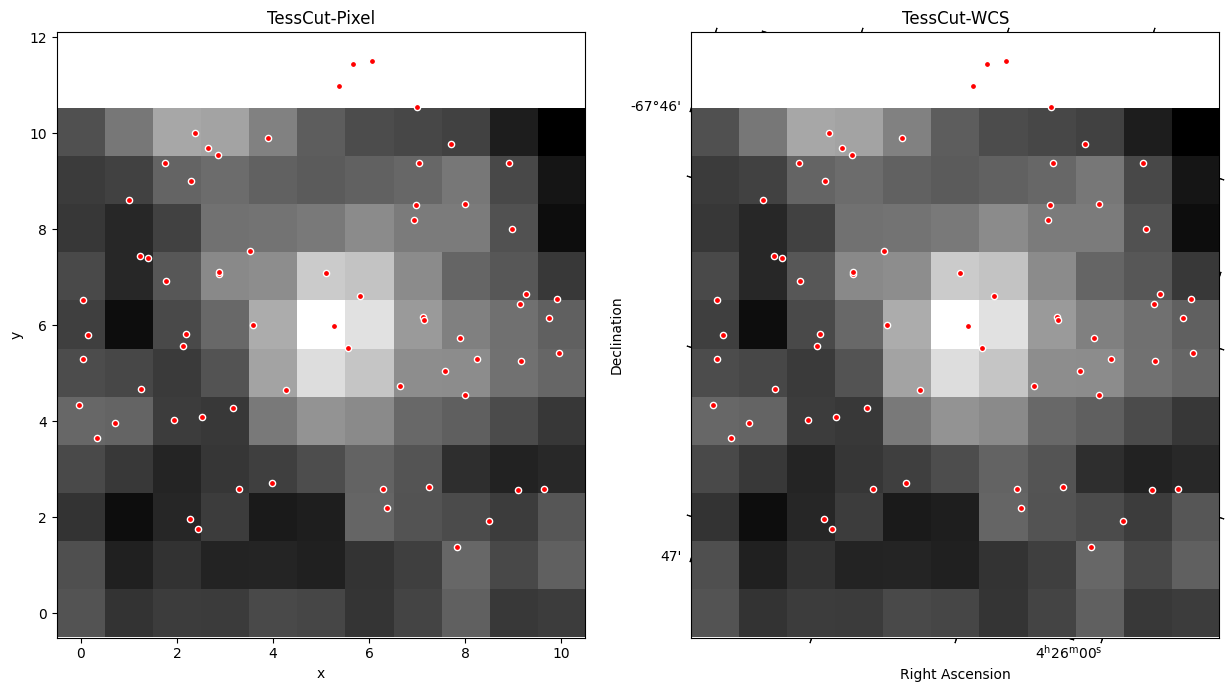 TessCut-Pixel
12
10
8
6
4
2
0
y
0
2
4
6
8
10
x
TessCut-WCS
-67°46'
47'
Declination
4h26m00s
Right Ascension